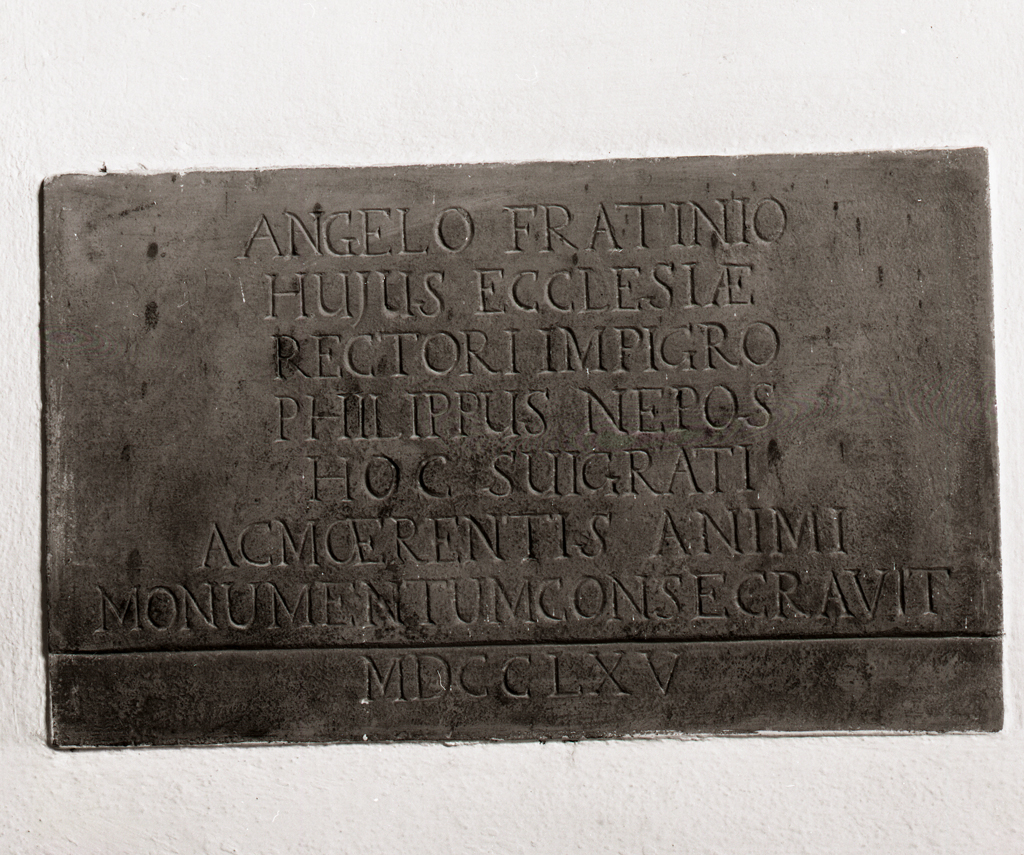 ANGELO FRATINIO
HUJUS ECCLESIÆ
RECTORI IMPIGRO
PHILIPPUS NEPOS
HOC SUI GRATI
AC MŒRENTIS ANIMI
MONUMENTUM CONSECRAVIT
MDCCLXV